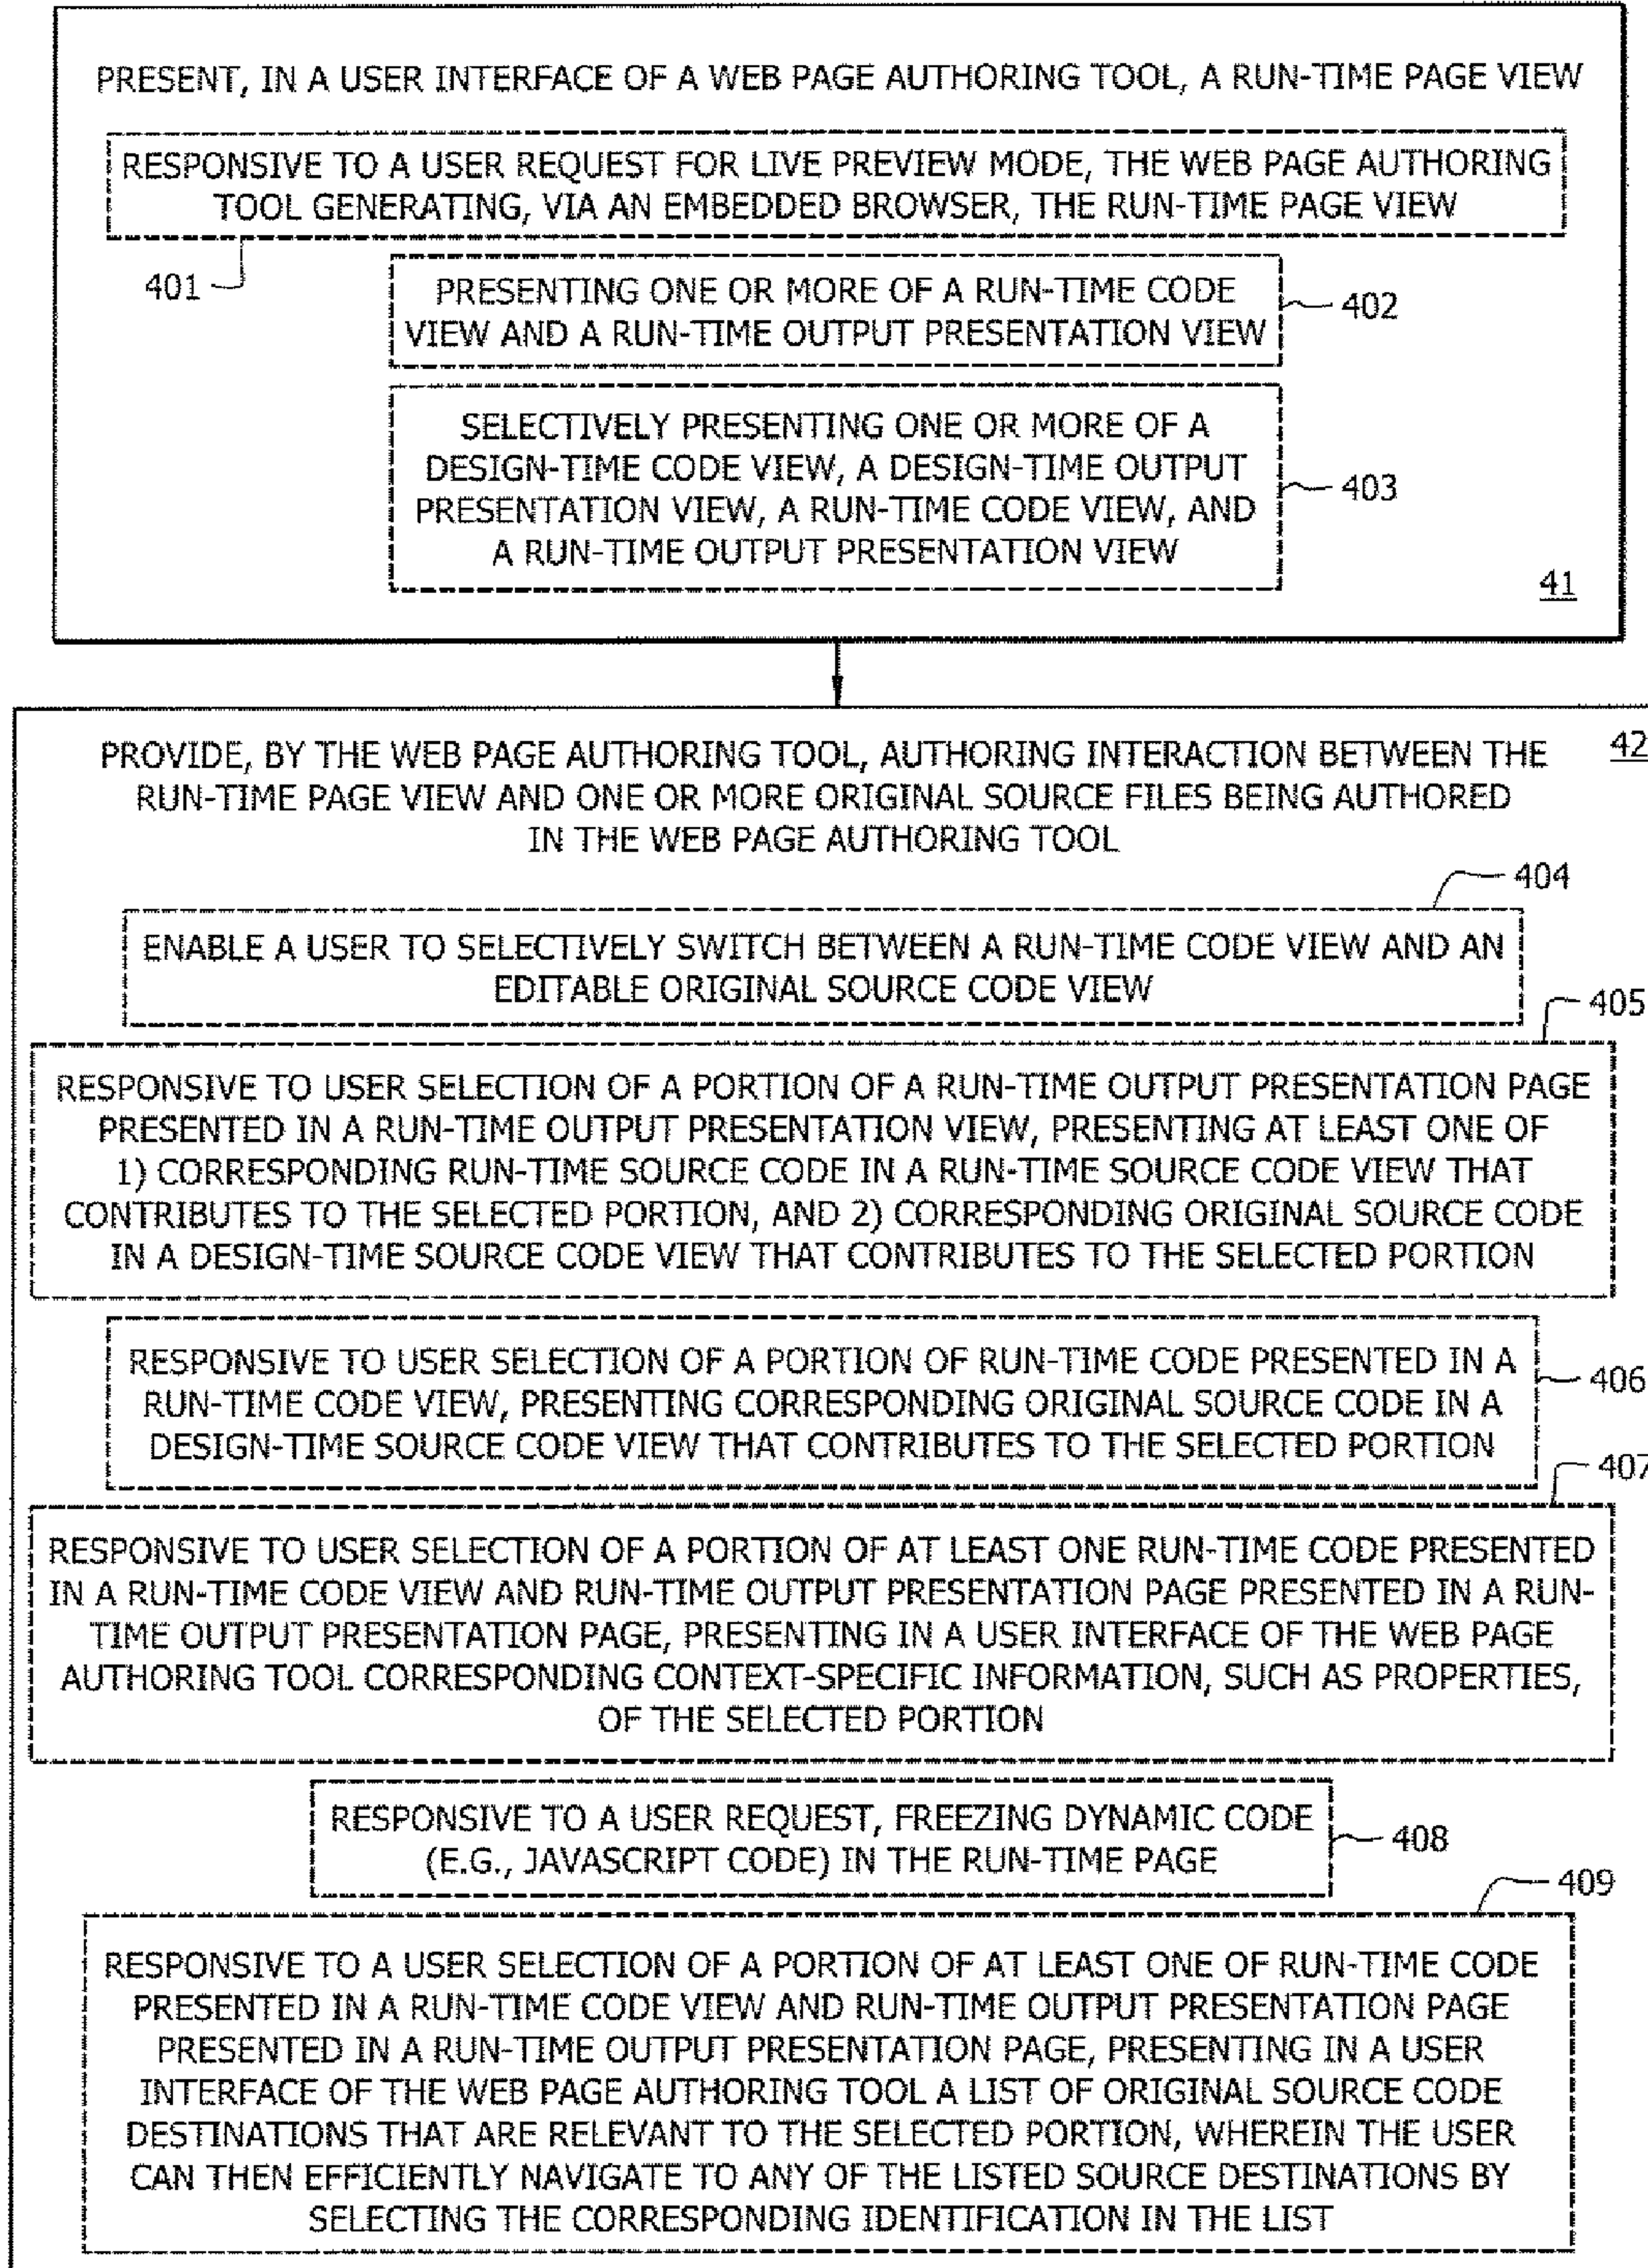 PRESENT, IN A USER INTERFACE OF A WEB PAGE AUTHORING TOOL, A RUN-TIME PAGE VIEW
RESPONSIVE TO A USER REQUEST FOR LIVE PREVIEW MODE, THE WEB PAGE AUTHORING
TOOL GENERATING, VIA AN EMBEDDED BROWSER, THE RUN-TIME PAGE VIEW
401
PRESENTING ONE OR MORE OF A RUN-TIME CODE
VIEW AND A RUN-TIME OUTPUT PRESENTATION VIEW
402
SELECTIVELY PRESENTING ONE OR MORE OF A
DESIGN-TIME CODE VIEW, A DESIGN-TIME OUTPUT
PRESENTATION VIEW, A RUN-TIME CODE VIEW, AND
A RUN-TIME OUTPUT PRESENTATION VIEW
403
41
PROVIDE, BY THE WEB PAGE AUTHORING TOOL, AUTHORING INTERACTION BETWEEN THE
RUN-TIME PAGE VIEW AND ONE OR MORE ORIGINAL SOURCE FILES BEING AUTHORED
IN THE WEB PAGE AUTHORING TOOL
42
404
ENABLE A USER TO SELECTIVELY SWITCH BETWEEN A RUN-TIME CODE VIEW AND AN
EDITABLE ORIGINAL SOURCE CODE VIEW
405
RESPONSIVE TO USER SELECTION OF A PORTION OF A RUN-TIME OUTPUT PRESENTATION PAGE
PRESENTED IN A RUN-TIME OUTPUT PRESENTATION VIEW, PRESENTING AT LEAST ONE OF
1) CORRESPONDING RUN-TIME SOURCE CODE IN A RUN-TIME SOURCE CODE VIEW THAT
CONTRIBUTES TO THE SELECTED PORTION, AND 2) CORRESPONDING ORIGINAL SOURCE CODE
IN A DESIGN-TIME SOURCE CODE VIEW THAT CONTRIBUTES TO THE SELECTED PORTION
RESPONSIVE TO USER SELECTION OF A PORTION OF RUN-TIME CODE PRESENTED IN A
RUN-TIME CODE VIEW, PRESENTING CORRESPONDING ORIGINAL SOURCE CODE IN A
DESIGN-TIME SOURCE CODE VIEW THAT CONTRIBUTES TO THE SELECTED PORTION
406
407
RESPONSIVE TO USER SELECTION OF A PORTION OF AT LEAST ONE RUN-TIME CODE PRESENTED
IN A RUN-TIME CODE VIEW AND RUN-TIME OUTPUT PRESENTATION PAGE PRESENTED IN A RUN-
TIME OUTPUT PRESENTATION PAGE, PRESENTING IN A USER INTERFACE OF THE WEB PAGE
AUTHORING TOOL CORRESPONDING CONTEXT-SPECIFIC INFORMATION, SUCH AS PROPERTIES,
OF THE SELECTED PORTION
RESPONSIVE TO A USER REQUEST, FREEZING DYNAMIC CODE
(E.G., JAVASCRIPT CODE) IN THE RUN-TIME PAGE
408
409
RESPONSIVE TO A USER SELECTION OF A PORTION OF AT LEAST ONE OF RUN-TIME CODE
PRESENTED IN A RUN-TIME CODE VIEW AND RUN-TIME OUTPUT PRESENTATION PAGE
PRESENTED IN A RUN-TIME OUTPUT PRESENTATION PAGE, PRESENTING IN A USER
INTERFACE OF THE WEB PAGE AUTHORING TOOL A LIST OF ORIGINAL SOURCE CODE
DESTINATIONS THAT ARE RELEVANT TO THE SELECTED PORTION, WHEREIN THE USER
CAN THEN EFFICIENTLY NAVIGATE TO ANY OF THE LISTED SOURCE DESTINATIONS BY
SELECTING THE CORRESPONDING IDENTIFICATION IN THE LIST